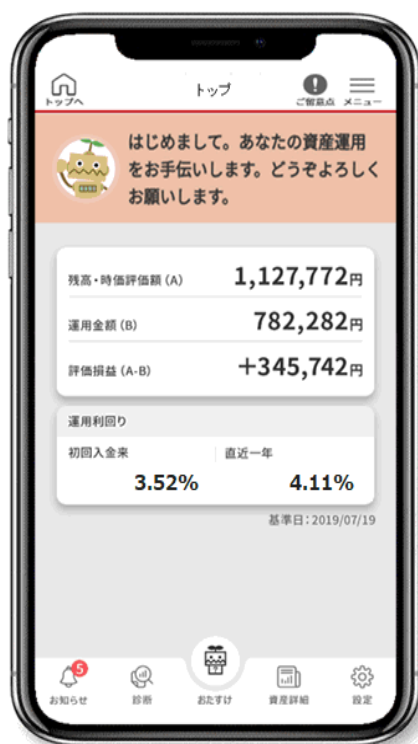 トップへ
トップ
ご留意点
メニュー
はじめまして。あなたの資産運用
をお手伝いします。どうぞよろしく
お願いします。
残高・時価評価額 (A) 1,127,772円
運用金額 (B) 782,282円
評価損益 (A-B) +345,742円
運用利回り
初回入金来 直近一年
3.52% 4.11%
基準日:2019/07/19
5
お知らせ 診断 おたすけ 資産詳細 設定